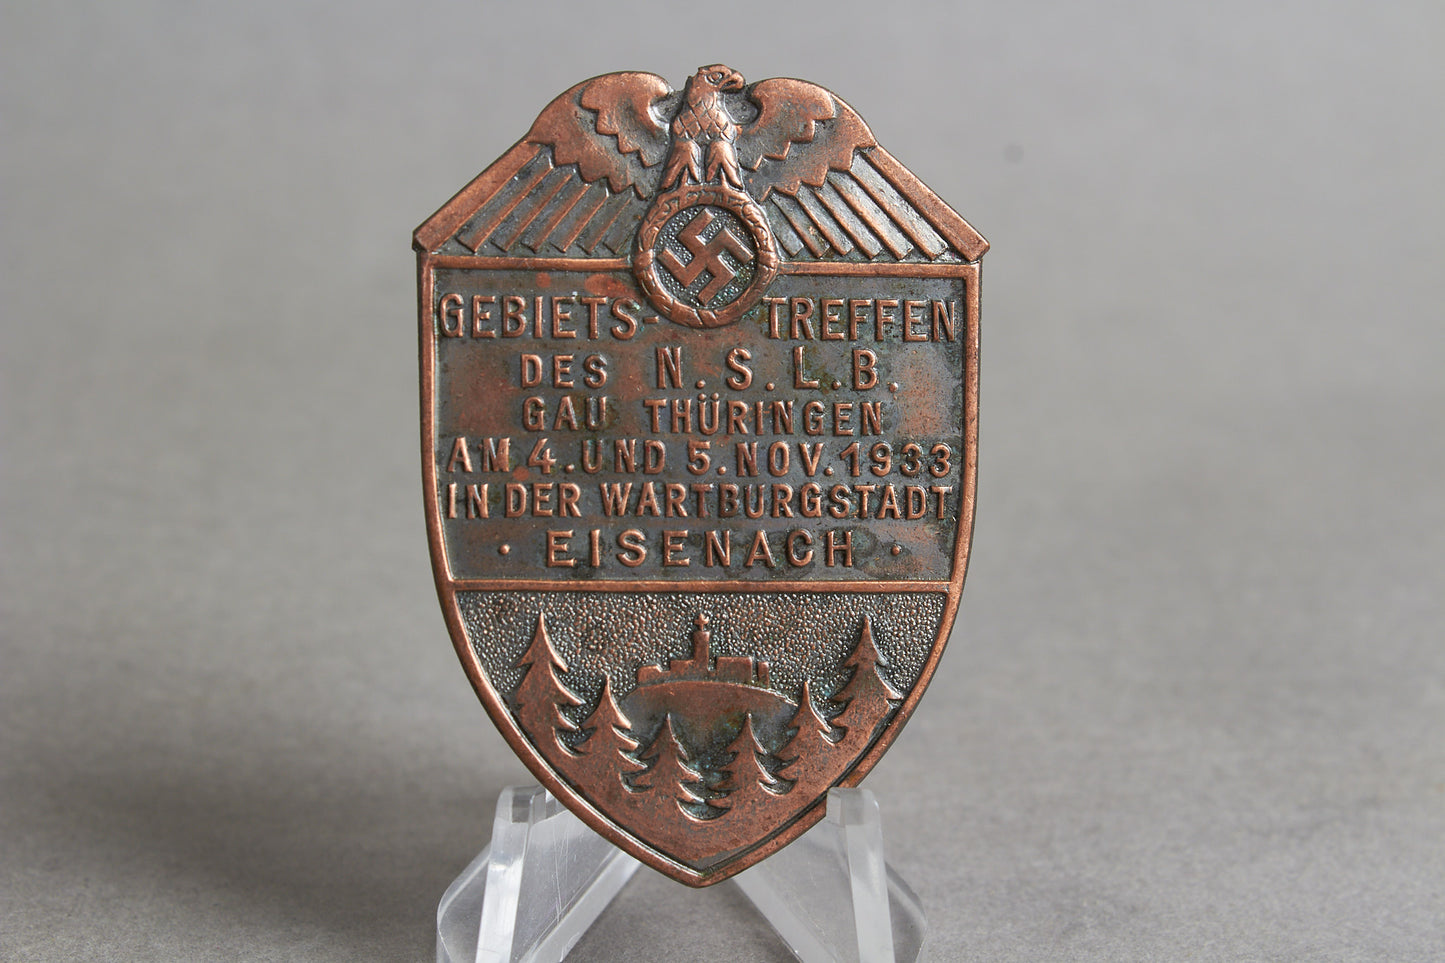 GEBIETS-TREFFEN
DES N.S.L.B.
GAU THÜRINGEN
AM 4. UND 5. NOV. 1933
IN DER WARTBURGSTADT
· EISENACH ·